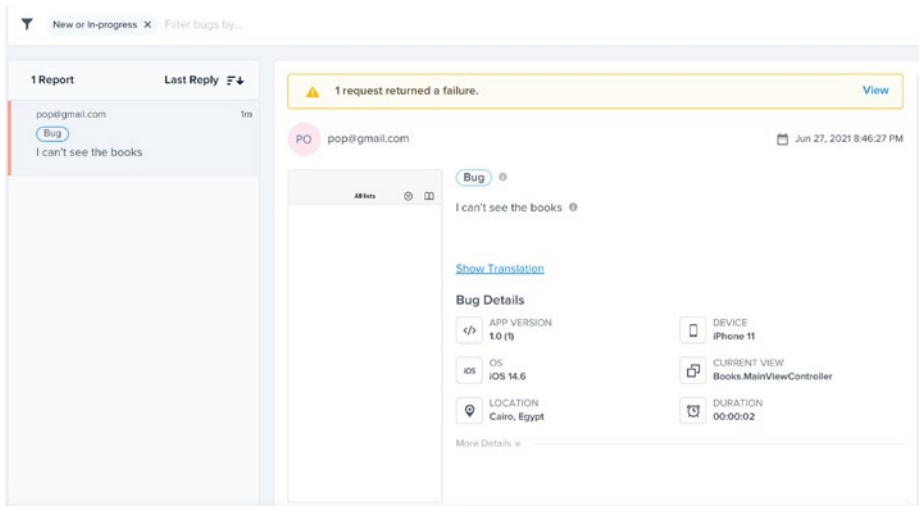 New or In-progress X Filter bugs by...
1 Report Last Reply
pop@gmail.com 1m
Bug
I can't see the books
1 request returned a failure. View
PO pop@gmail.com Jun 27, 2021 8:46:27 PM
All lists
Bug
I can't see the books
Show Translation
Bug Details
</> APP VERSION
1.0 (1)
DEVICE
iPhone 11
iOS OS
iOS 14.6
CURRENT VIEW
Books.MainViewController
LOCATION
Cairo, Egypt
DURATION
00:00:02
More Details »